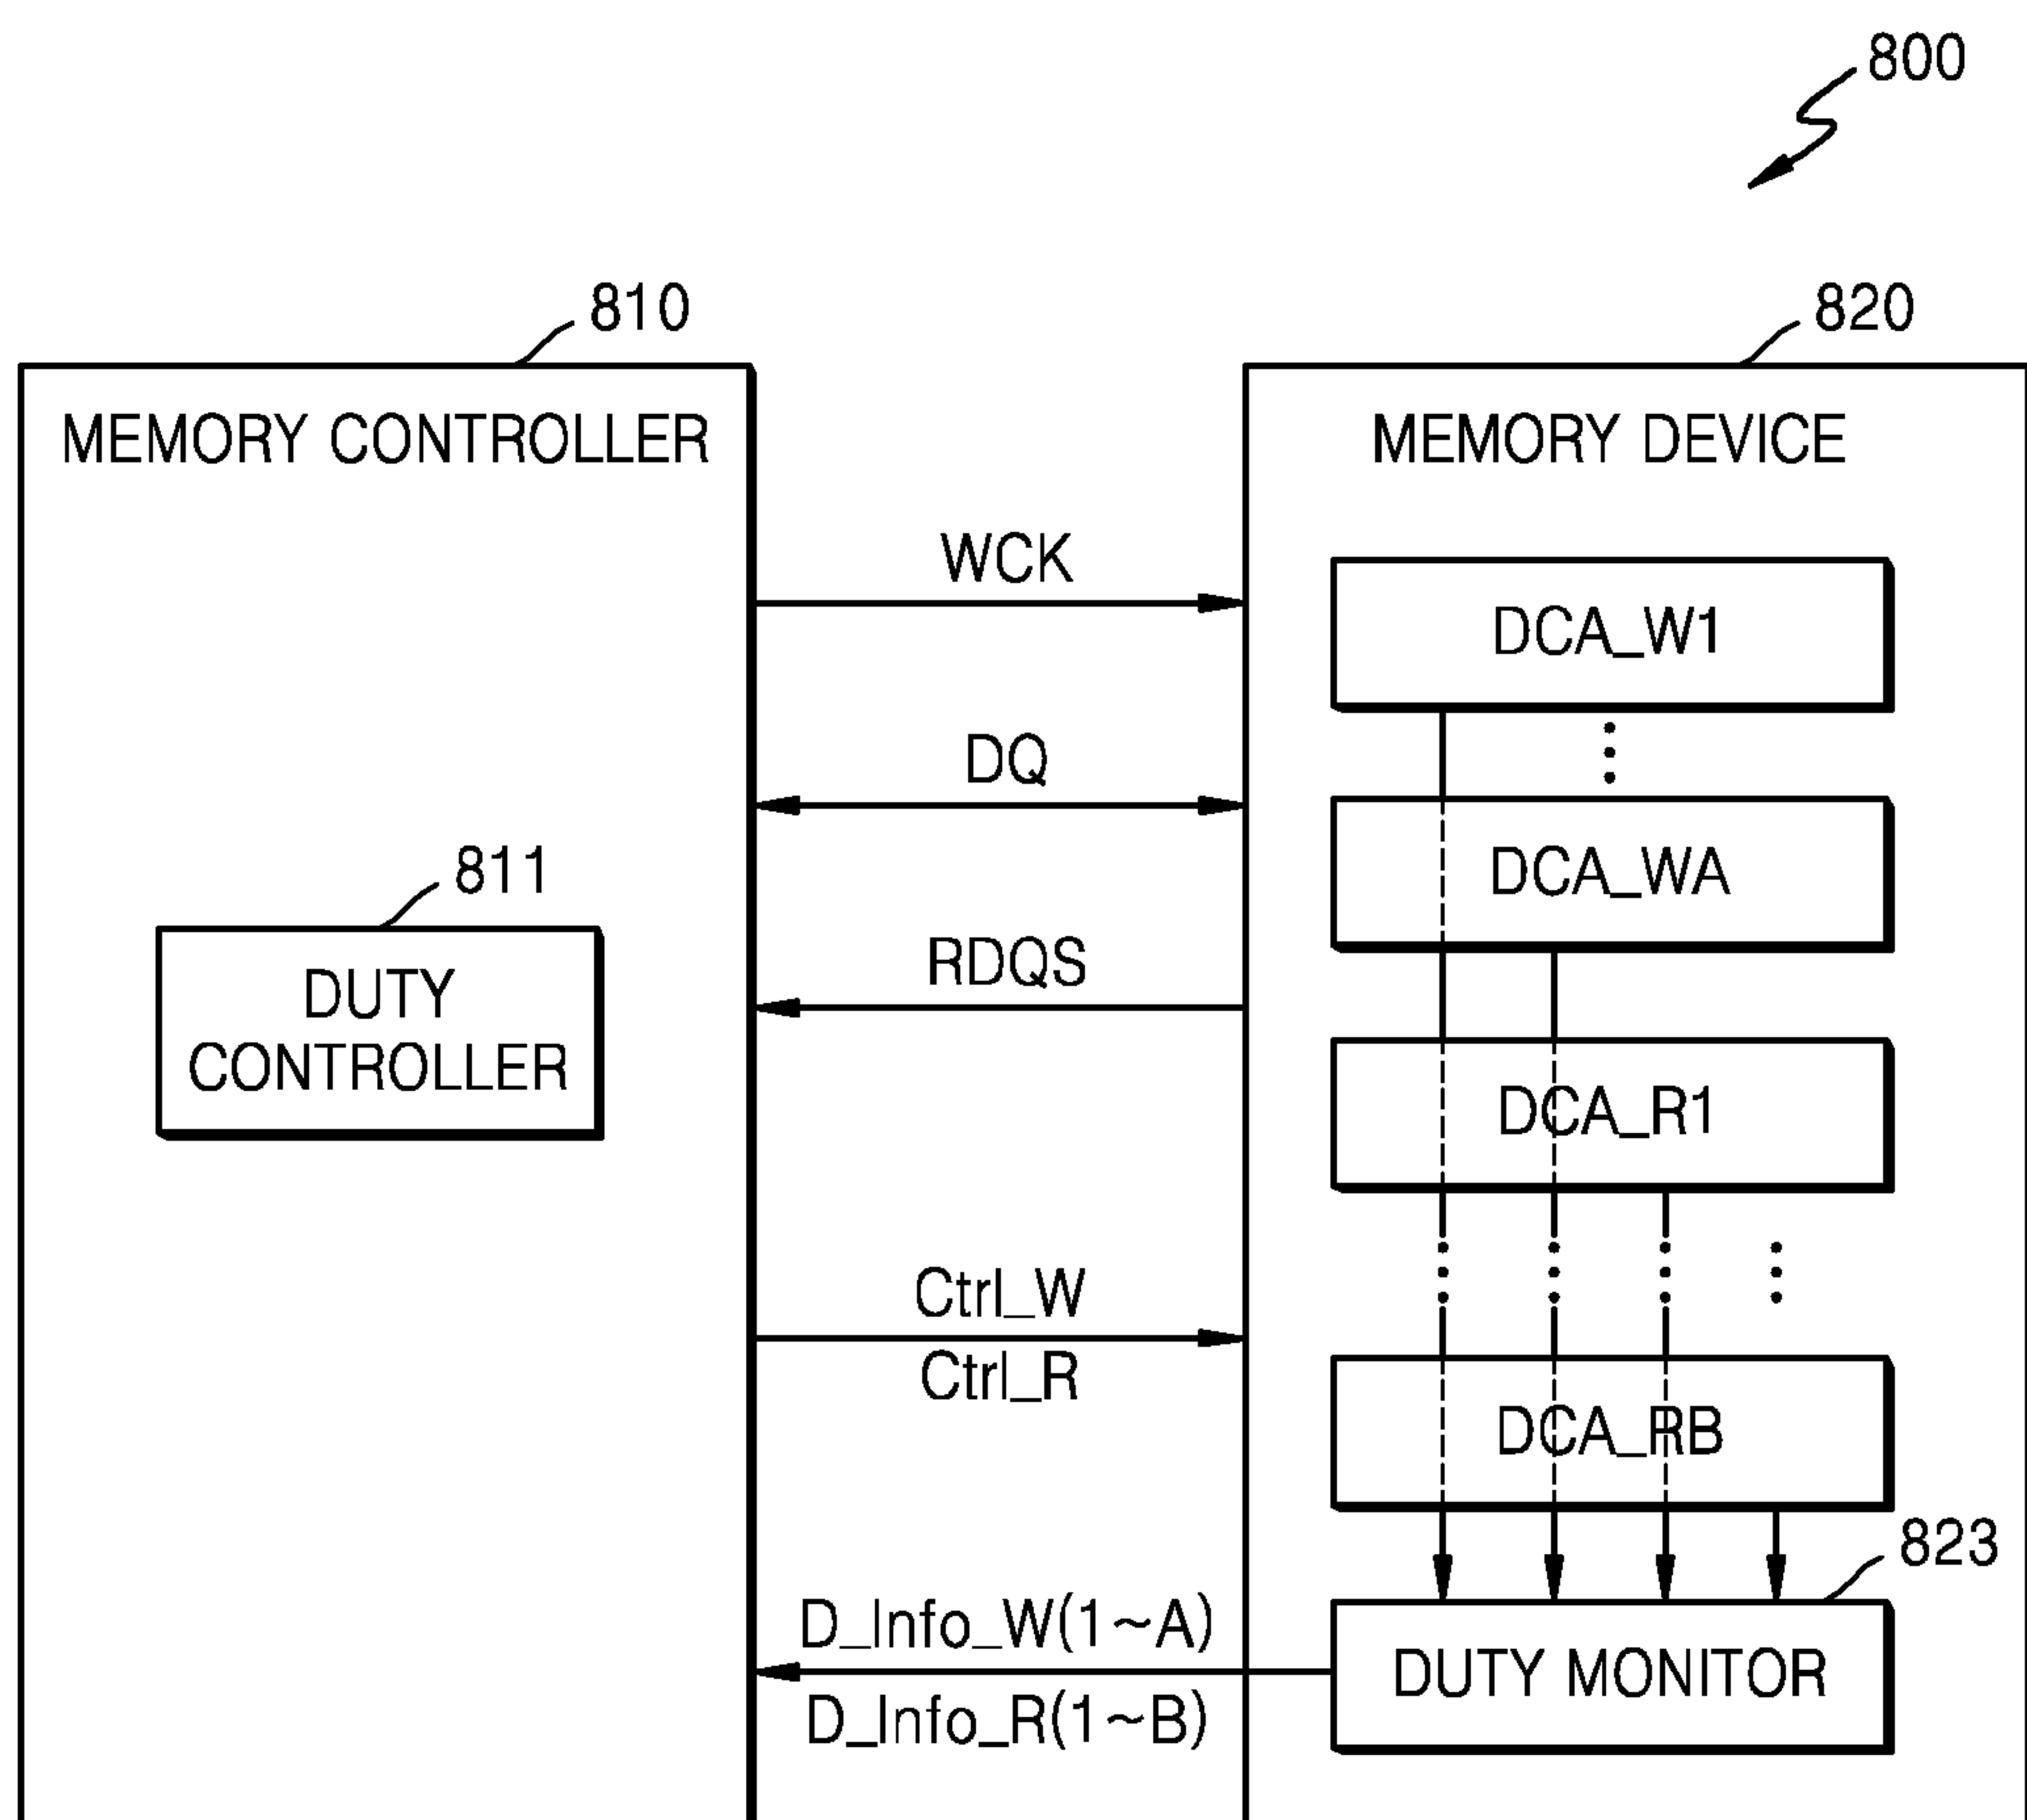 800
810
820
MEMORY CONTROLLER
MEMORY DEVICE
WCK
DCA_W1
DQ
DCA_WA
811
DUTY
CONTROLLER
RDQS
DCA_R1
Ctrl_W
Ctrl_R
DCA_RB
823
D_Info_W(1~A)
D_Info_R(1~B)
DUTY MONITOR